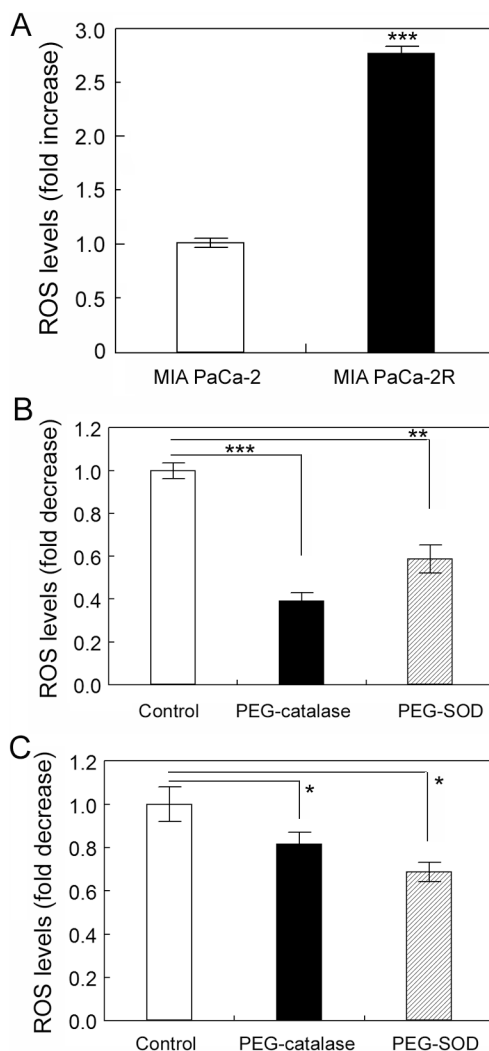 A
ROS levels (fold increase)
3.0
2.5
2.0
1.5
1.0
0.5
0
***
MIA PaCa-2 MIA PaCa-2R
B
ROS levels (fold decrease)
1.2
1.0
0.8
0.6
0.4
0.2
0.0
***
**
Control PEG-catalase PEG-SOD
C
ROS levels (fold decrease)
1.2
1.0
0.8
0.6
0.4
0.2
0.0
*
*
Control PEG-catalase PEG-SOD